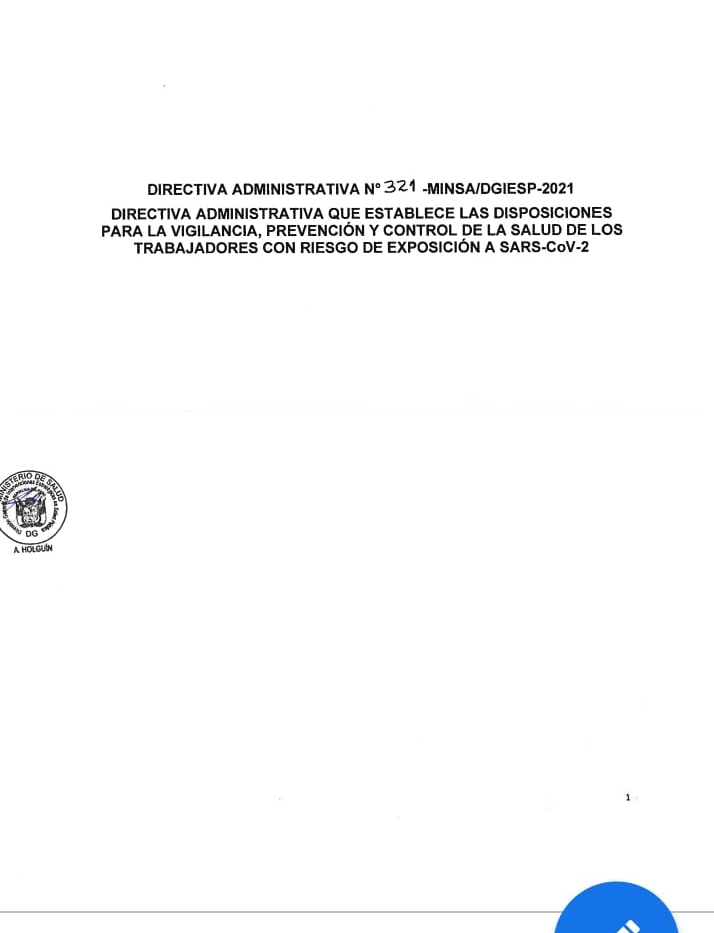 DIRECTIVA ADMINISTRATIVA N° 321 -MINSA/DGIESP-2021
DIRECTIVA ADMINISTRATIVA QUE ESTABLECE LAS DISPOSICIONES
PARA LA VIGILANCIA, PREVENCIÓN Y CONTROL DE LA SALUD DE LOS
TRABAJADORES CON RIESGO DE EXPOSICIÓN A SARS-CoV-2
MINISTERIO DE SALUD
DG
A. HOLGUÍN
1